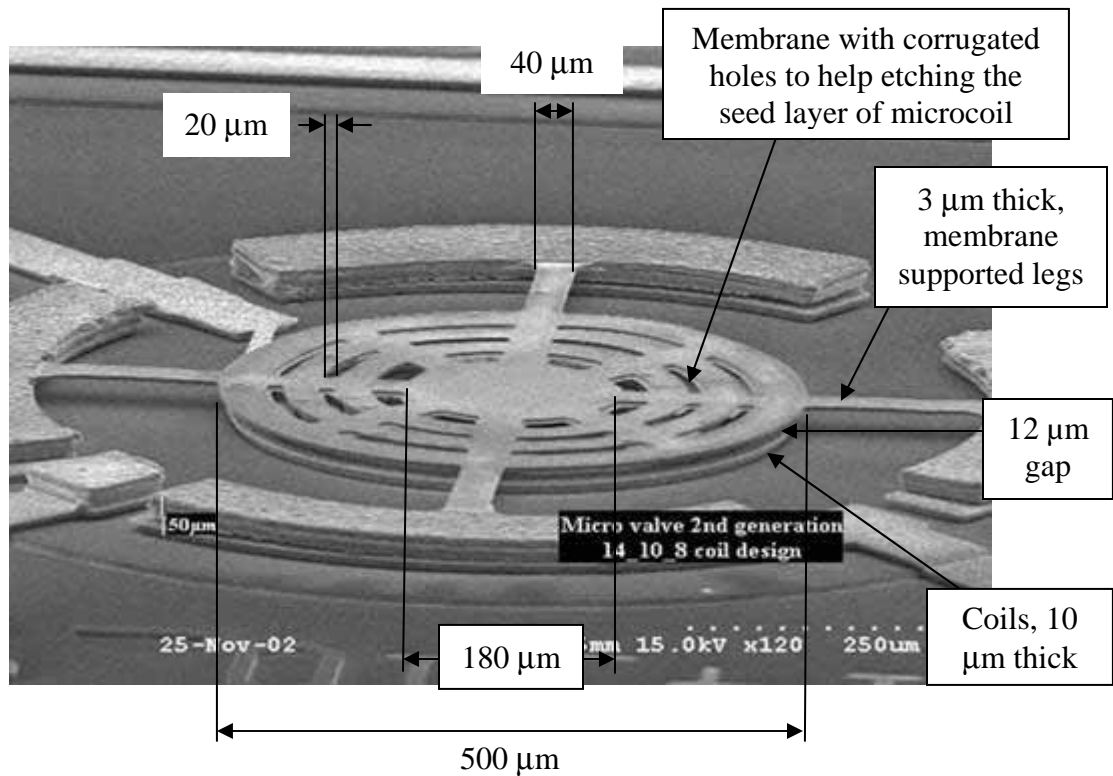 Membrane with corrugated
holes to help etching the
seed layer of microcoil
40 µm
20 µm
3 µm thick,
membrane
supported legs
12 µm
gap
50µm
Micro valve 2nd generation
14_10_8 coil design
Coils, 10
µm thick
25-Nov-02
mm 15.0kV x120 250um
180 µm
500 µm